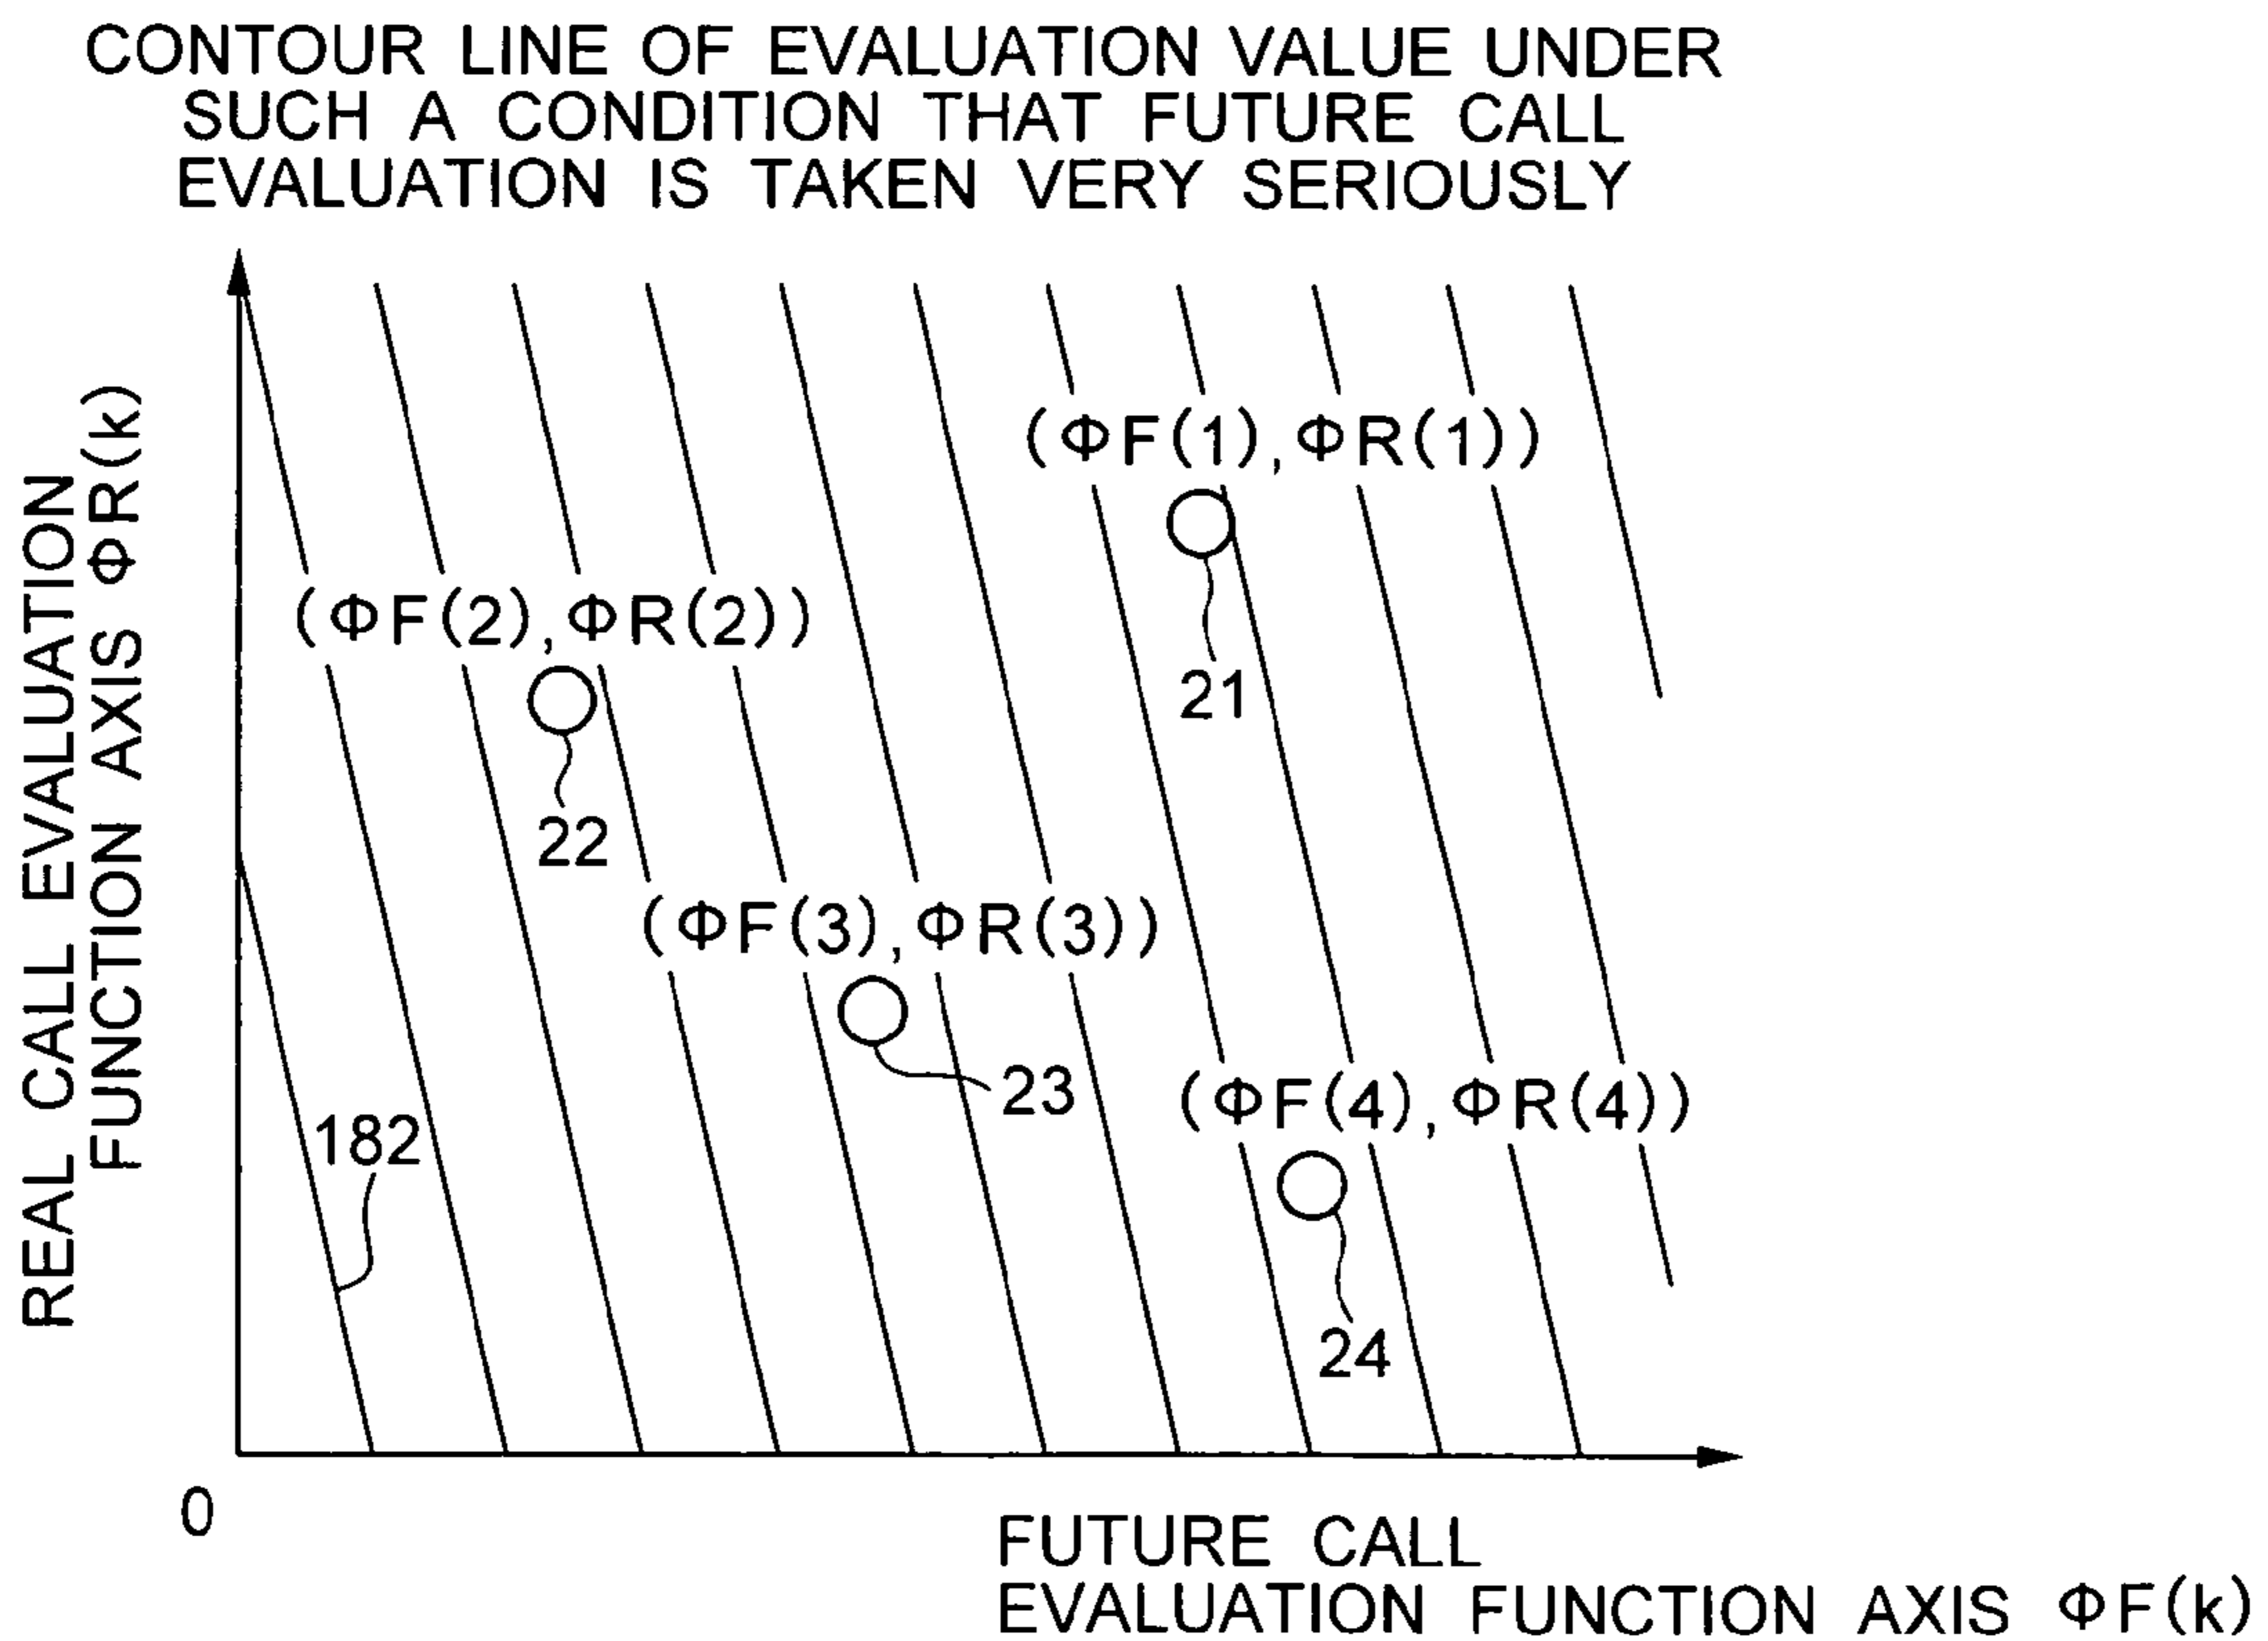 CONTOUR LINE OF EVALUATION VALUE UNDER
SUCH A CONDITION THAT FUTURE CALL
EVALUATION IS TAKEN VERY SERIOUSLY
REAL CALL EVALUATION
FUNCTION AXIS ΦR(k)
(ΦF(1),ΦR(1))
21
(ΦF(2),ΦR(2))
22
(ΦF(3),ΦR(3))
23
(ΦF(4),ΦR(4))
24
182
0
FUTURE CALL
EVALUATION FUNCTION AXIS ΦF(k)